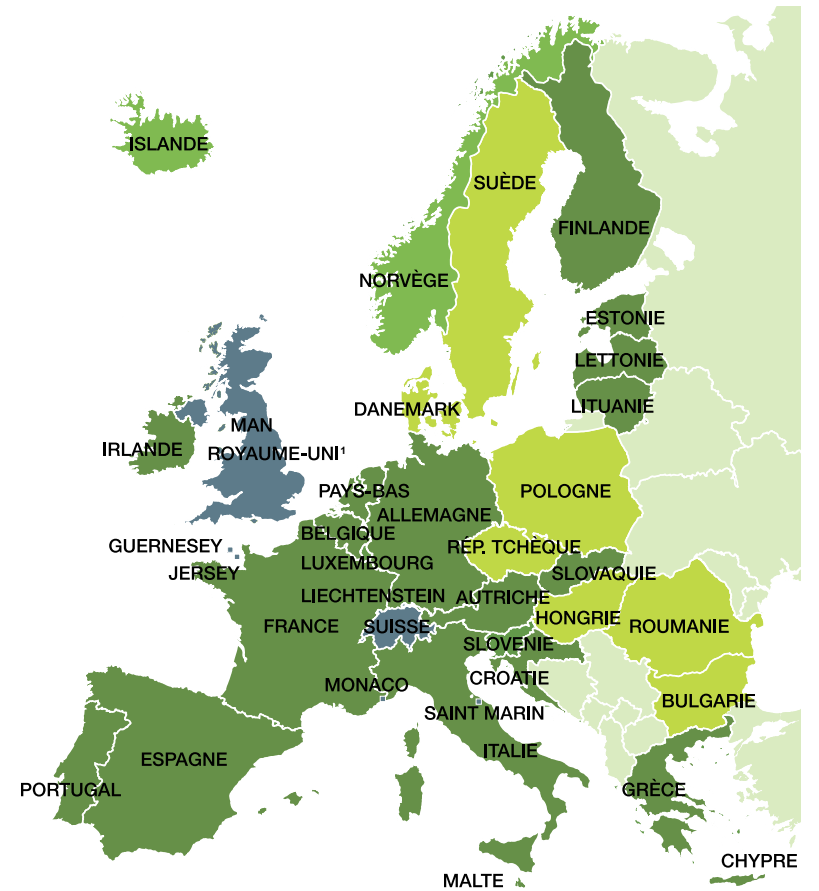 ISLANDE
SUÈDE
FINLANDE
NORVÈGE
ESTONIE
LETTONIE
LITUANIE
DANEMARK
MAN
IRLANDE
ROYAUME-UNI¹
PAYS-BAS
POLOGNE
ALLEMAGNE
BELGIQUE
GUERNESEY
RÉP. TCHÈQUE
LUXEMBOURG
JERSEY
SLOVAQUIE
LIECHTENSTEIN
AUTRICHE
HONGRIE
FRANCE
SUISSE
ROUMANIE
SLOVENIE
CROATIE
MONACO
BULGARIE
SAINT MARIN
ITALIE
ESPAGNE
PORTUGAL
GRÈCE
CHYPRE
MALTE